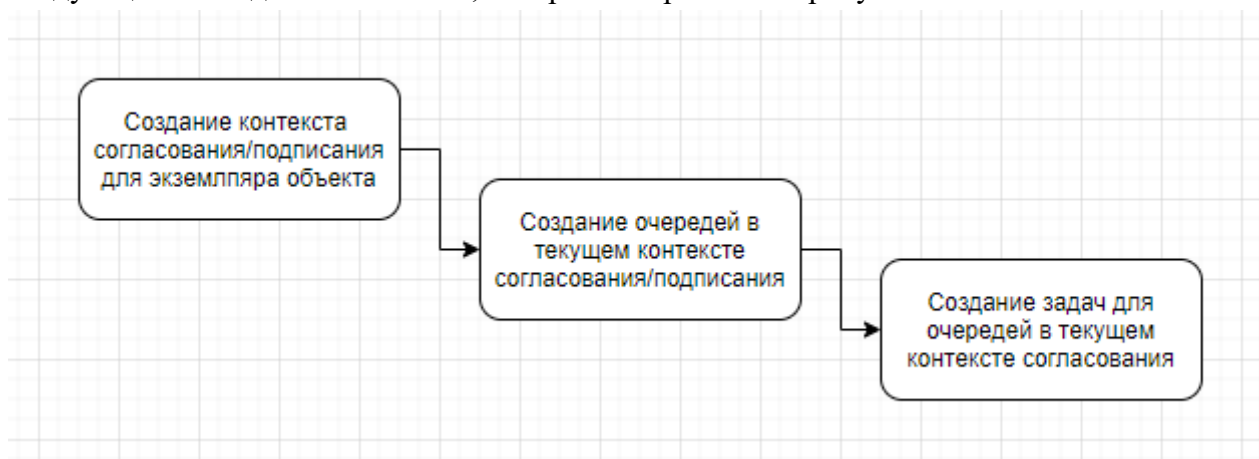 Создание контекста
согласования/подписания
для экземлпяра объекта
Создание очередей в
текущем контексте
согласования/подписания
Создание задач для
очередей в текущем
контексте согласования